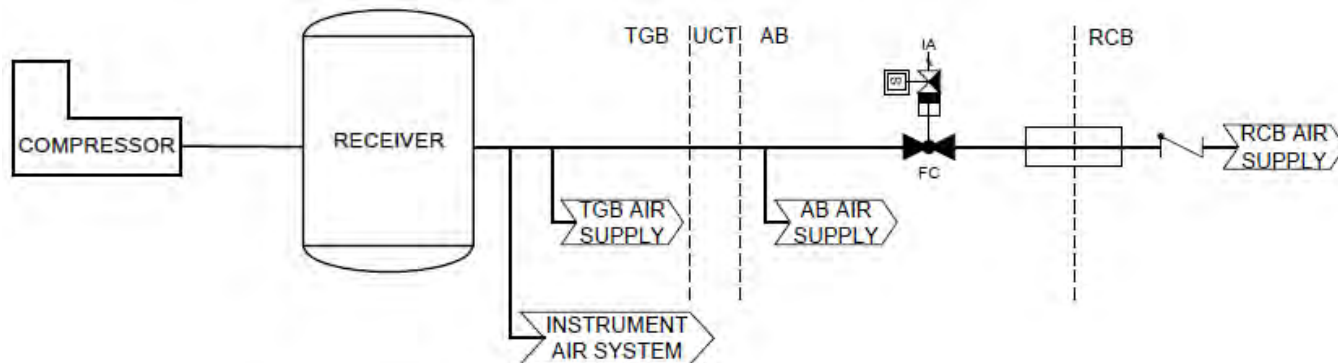 TGB
UCT
AB
RCB
IA
COMPRESSOR
RECEIVER
FC
RCB AIR
SUPPLY
TGB AIR
SUPPLY
AB AIR
SUPPLY
INSTRUMENT
AIR SYSTEM